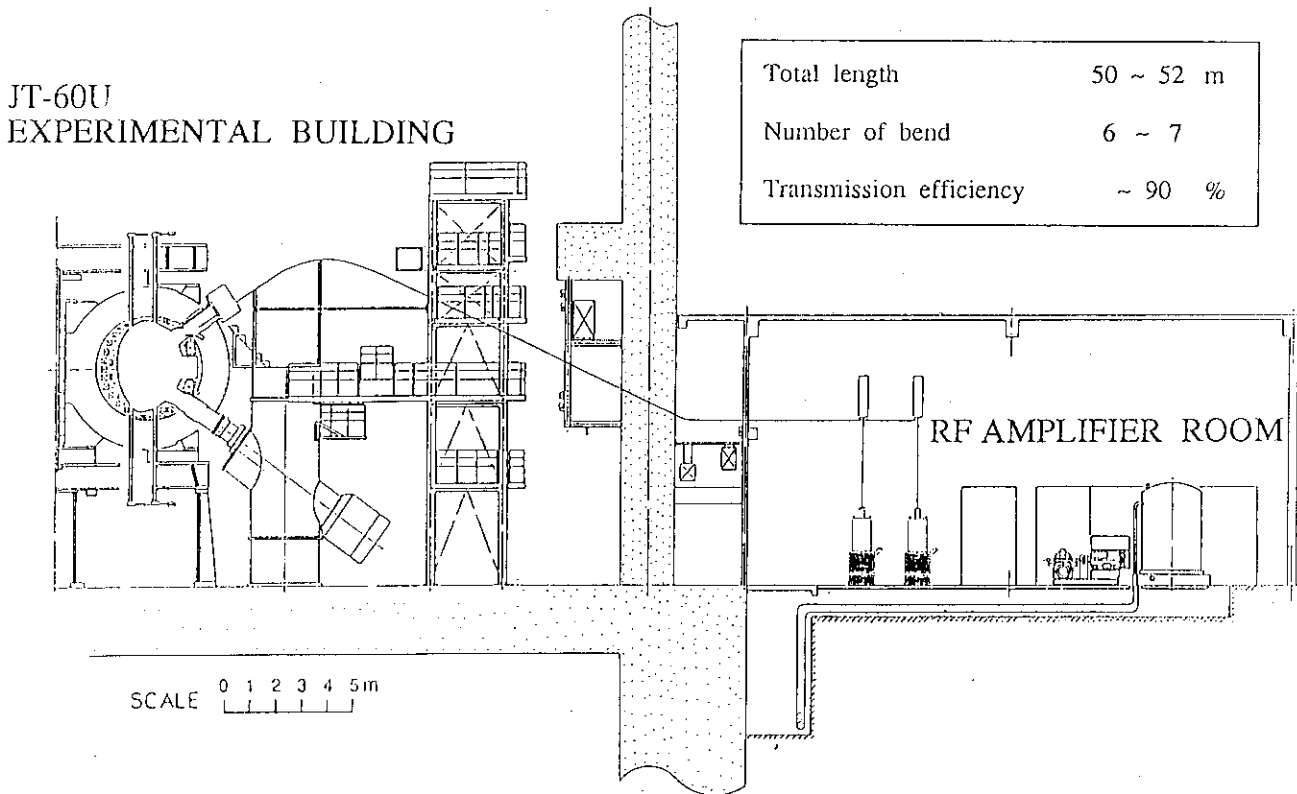 JT-60U
EXPERIMENTAL BUILDING
Total length 50 ~ 52 m
Number of bend 6 ~ 7
Transmission efficiency ~ 90 %
RF AMPLIFIER ROOM
SCALE 0 1 2 3 4 5m